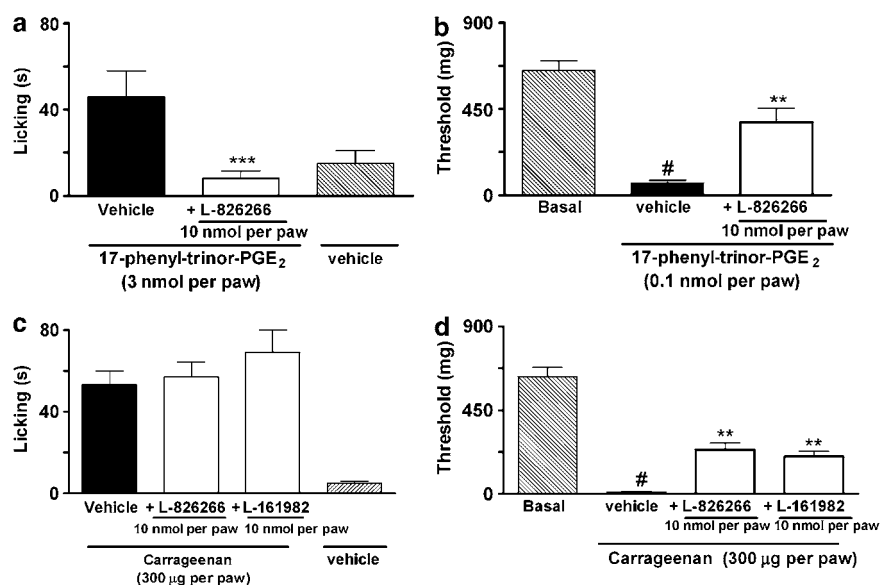 a
Licking (s)
80
40
0
Vehicle
+ L-826266
10 nmol per paw
17-phenyl-trinor-PGE2
(3 nmol per paw)
vehicle
***
b
Threshold (mg)
900
450
0
Basal
vehicle
+ L-826266
10 nmol per paw
17-phenyl-trinor-PGE2
(0.1 nmol per paw)
#
**
c
Licking (s)
80
40
0
Vehicle
+ L-826266
+ L-161982
10 nmol per paw
10 nmol per paw
Carrageenan
(300 µg per paw)
vehicle
d
Threshold (mg)
900
450
0
Basal
vehicle
+ L-826266
+ L-161982
10 nmol per paw
10 nmol per paw
Carrageenan (300 µg per paw)
#
**
**